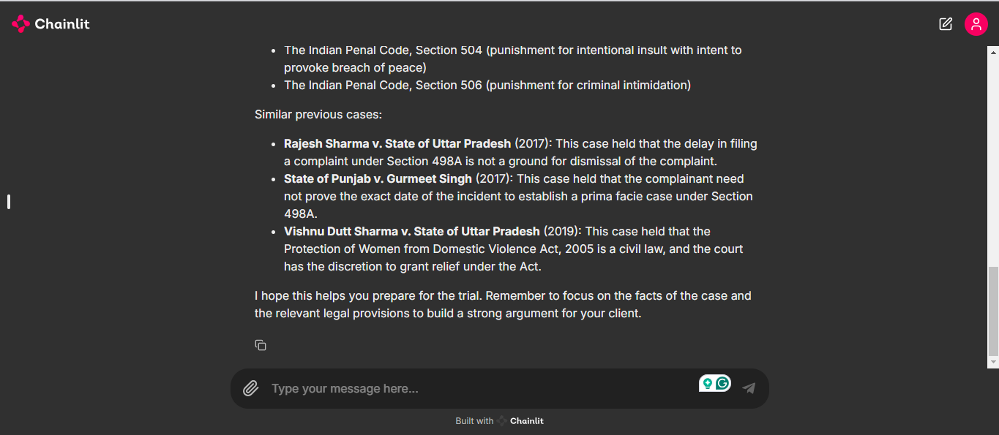 Chainlit
The Indian Penal Code, Section 504 (punishment for intentional insult with intent to
provoke breach of peace)
The Indian Penal Code, Section 506 (punishment for criminal intimidation)
Similar previous cases:
Rajesh Sharma v. State of Uttar Pradesh (2017): This case held that the delay in filing
a complaint under Section 498A is not a ground for dismissal of the complaint.
State of Punjab v. Gurmeet Singh (2017): This case held that the complainant need
not prove the exact date of the incident to establish a prima facie case under Section
498A.
Vishnu Dutt Sharma v. State of Uttar Pradesh (2019): This case held that the
Protection of Women from Domestic Violence Act, 2005 is a civil law, and the court
has the discretion to grant relief under the Act.
I hope this helps you prepare for the trial. Remember to focus on the facts of the case and
the relevant legal provisions to build a strong argument for your client.
Type your message here...
Built with Chainlit